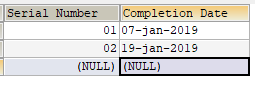 Serial Number Completion Date
01 07-jan-2019
02 19-jan-2019
(NULL) (NULL)